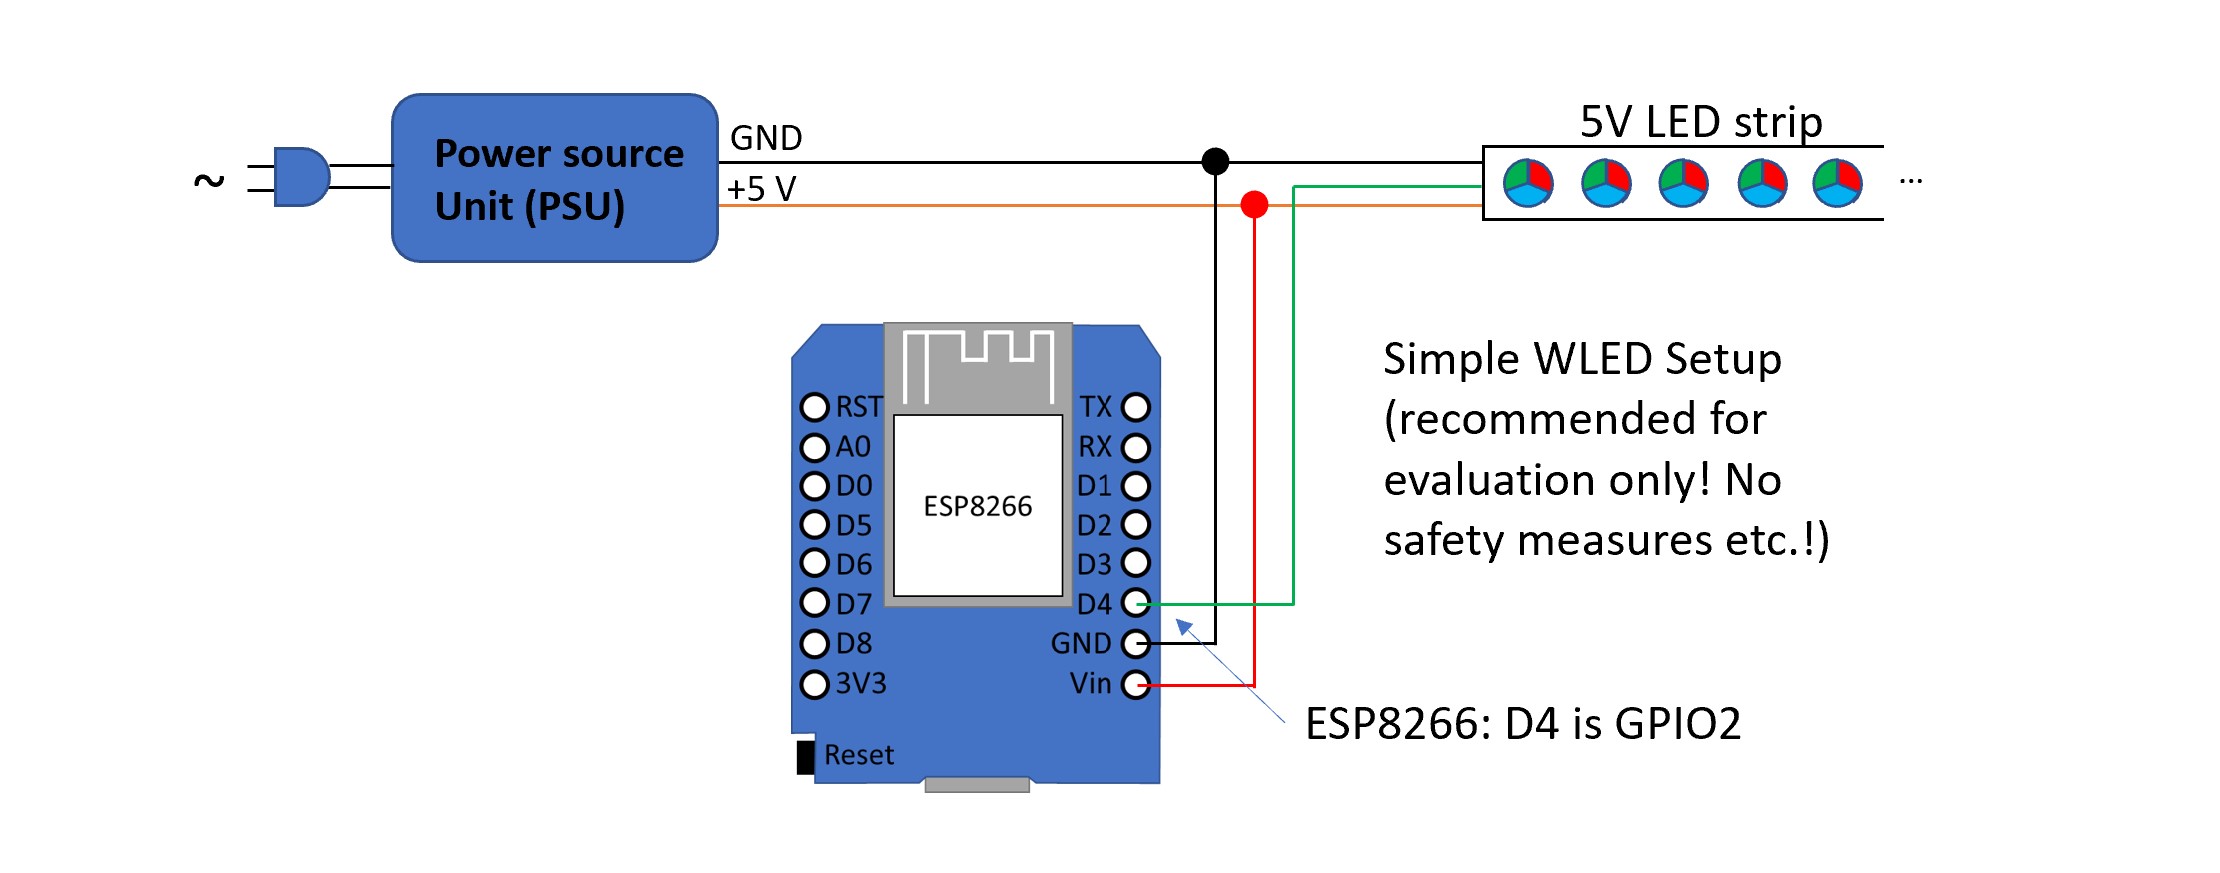 ~
Power source
Unit (PSU)
GND
+5 V
5V LED strip
...
Simple WLED Setup
(recommended for
evaluation only! No
safety measures etc.!)
RST
A0
D0
D5
D6
D7
D8
3V3
Reset
ESP8266
TX
RX
D1
D2
D3
D4
GND
Vin
ESP8266: D4 is GPIO2